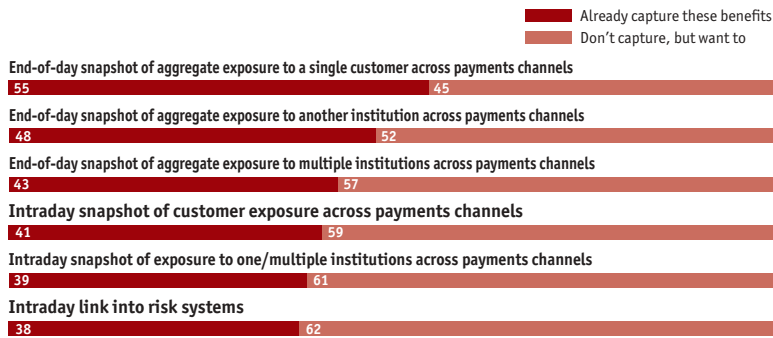 Already capture these benefits
Don't capture, but want to
End-of-day snapshot of aggregate exposure to a single customer across payments channels
55 45
End-of-day snapshot of aggregate exposure to another institution across payments channels
48 52
End-of-day snapshot of aggregate exposure to multiple institutions across payments channels
43 57
Intraday snapshot of customer exposure across payments channels
41 59
Intraday snapshot of exposure to one/multiple institutions across payments channels
39 61
Intraday link into risk systems
38 62